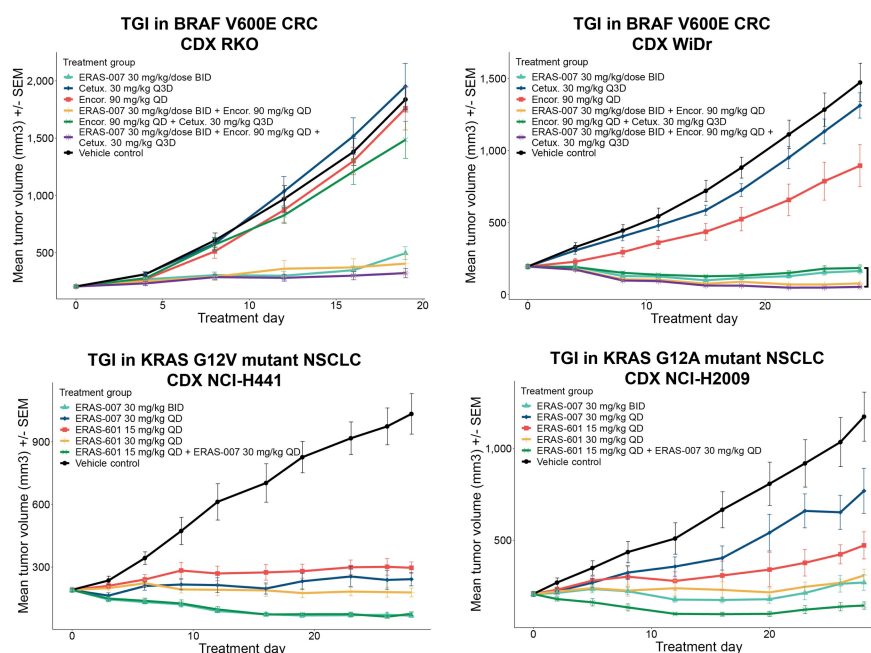 TGI in BRAF V600E CRC
CDX RKO
Mean tumor volume (mm3) +/- SEM
Treatment group
ERAS-007 30 mg/kg/dose BID
Cetux. 30 mg/kg Q3D
Encor. 90 mg/kg QD
ERAS-007 30 mg/kg/dose BID + Encor. 90 mg/kg QD
Encor. 90 mg/kg QD + Cetux. 30 mg/kg Q3D
ERAS-007 30 mg/kg/dose BID + Encor. 90 mg/kg QD +
Cetux. 30 mg/kg Q3D
Vehicle control
2,000
1,500
1,000
500
0 5 10 15 20
Treatment day
TGI in BRAF V600E CRC
CDX WiDr
Mean tumor volume (mm3) +/- SEM
Treatment group
ERAS-007 30 mg/kg/dose BID
Cetux. 30 mg/kg Q3D
Encor. 90 mg/kg QD
ERAS-007 30 mg/kg/dose BID + Encor. 90 mg/kg QD
Encor. 90 mg/kg QD + Cetux. 30 mg/kg Q3D
ERAS-007 30 mg/kg/dose BID + Encor. 90 mg/kg QD +
Cetux. 30 mg/kg Q3D
Vehicle control
1,500
1,000
500
0
0 10 20
Treatment day
TGI in KRAS G12V mutant NSCLC
CDX NCI-H441
Mean tumor volume (mm3) +/- SEM
Treatment group
ERAS-007 30 mg/kg BID
ERAS-007 30 mg/kg QD
ERAS-601 15 mg/kg QD
ERAS-601 30 mg/kg QD
ERAS-601 15 mg/kg QD + ERAS-007 30 mg/kg QD
Vehicle control
900
600
300
0 10 20
Treatment day
TGI in KRAS G12A mutant NSCLC
CDX NCI-H2009
Mean tumor volume (mm3) +/- SEM
Treatment group
ERAS-007 30 mg/kg BID
ERAS-007 30 mg/kg QD
ERAS-601 15 mg/kg QD
ERAS-601 30 mg/kg QD
ERAS-601 15 mg/kg QD + ERAS-007 30 mg/kg QD
Vehicle control
1,000
500
0 10 20
Treatment day